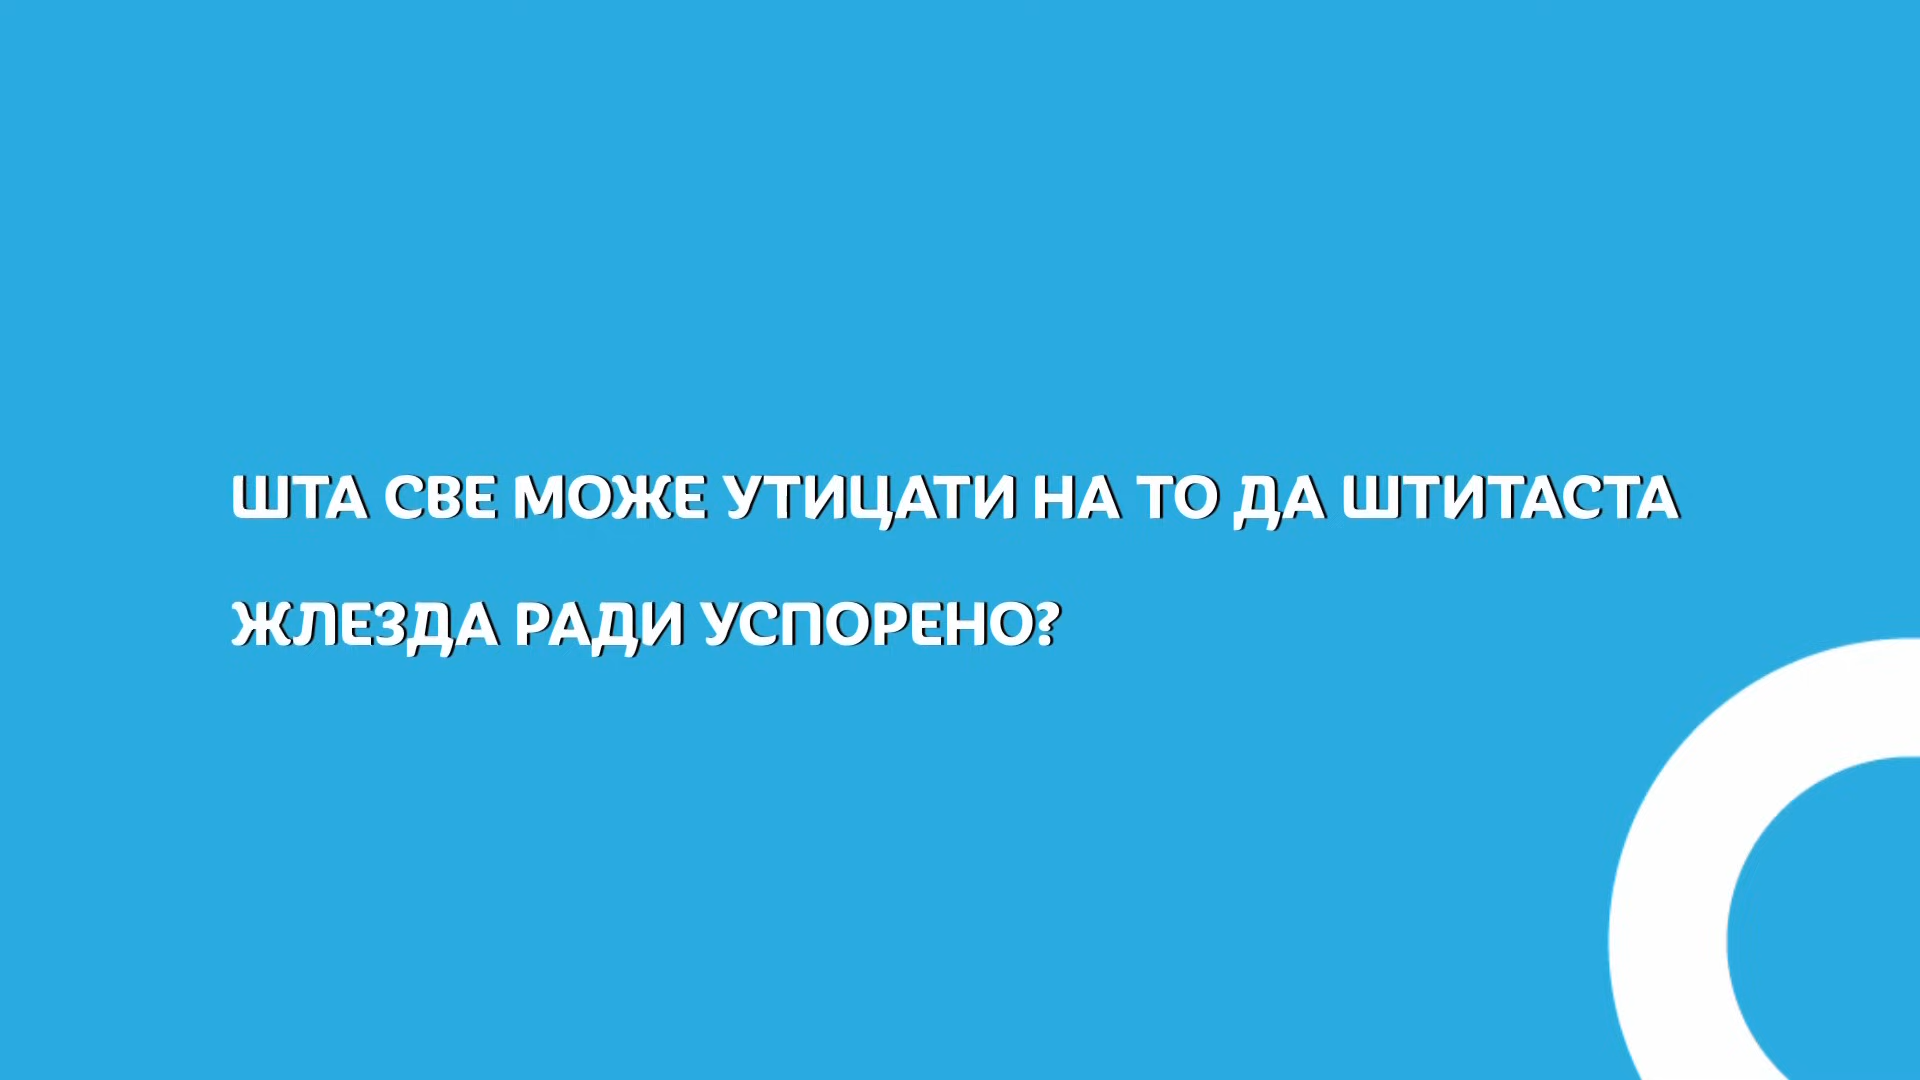 ШТА СВЕ МОЖЕ УТИЦАТИ НА ТО ДА ШТИТАСТА
ЖЛЕЗДА РАДИ УСПОРЕНО?